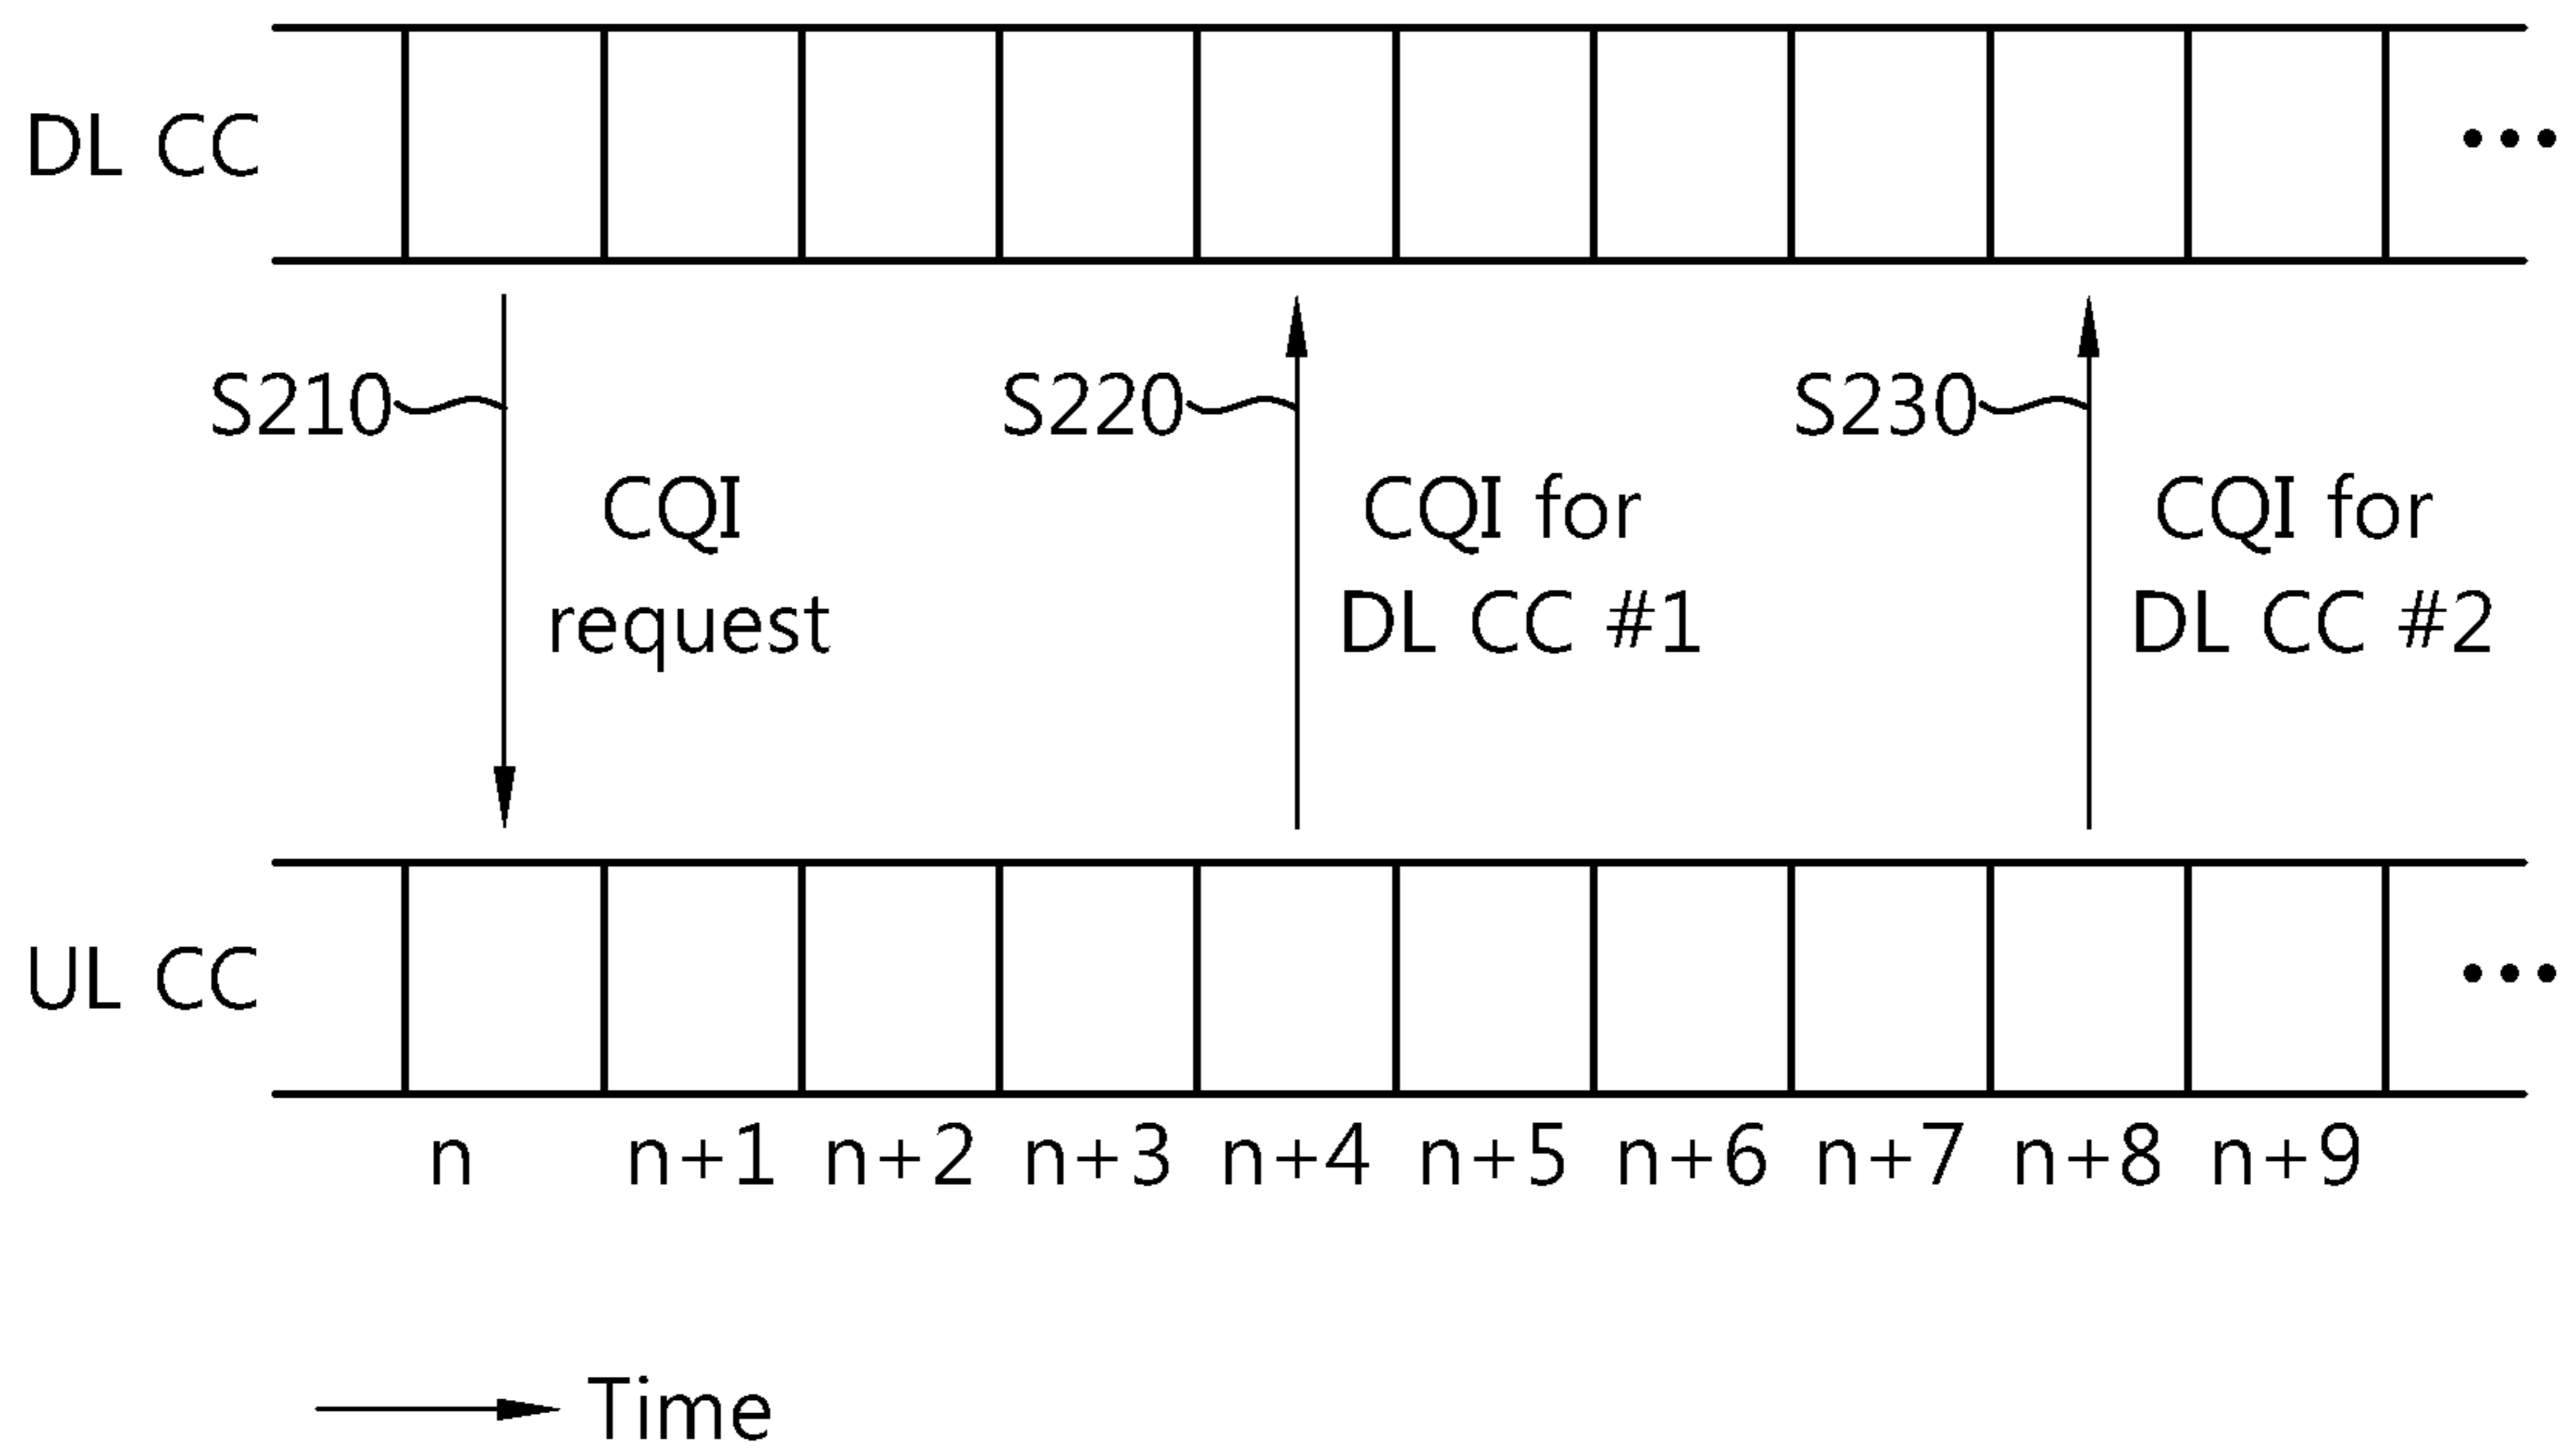 DL CC
•••
S210
S220
S230
CQI
request
CQI for
DL CC #1
CQI for
DL CC #2
UL CC
•••
n
n+1
n+2
n+3
n+4
n+5
n+6
n+7
n+8
n+9
Time